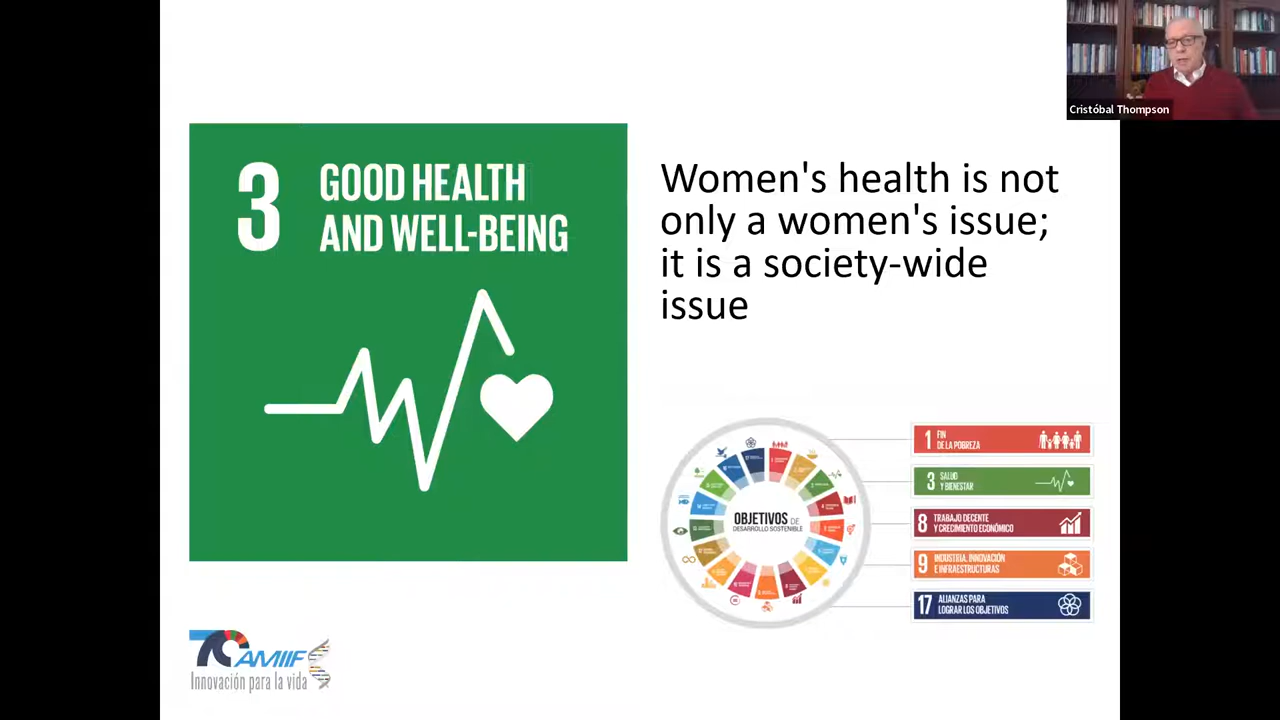 Cristóbal Thompson
3 GOOD HEALTH
AND WELL-BEING
Women's health is not
only a women's issue;
it is a society-wide
issue
OBJETIVOS DE
DESARROLLO SOSTENIBLE
1 FIN
DE LA POBREZA
3 SALUD
Y BIENESTAR
8 TRABAJO DECENTE
Y CRECIMIENTO ECONÓMICO
9 INDUSTRIA, INNOVACIÓN
E INFRAESTRUCTURAS
17 ALIANZAS PARA
LOGRAR LOS OBJETIVOS
70 AMIIF
Innovación para la vida